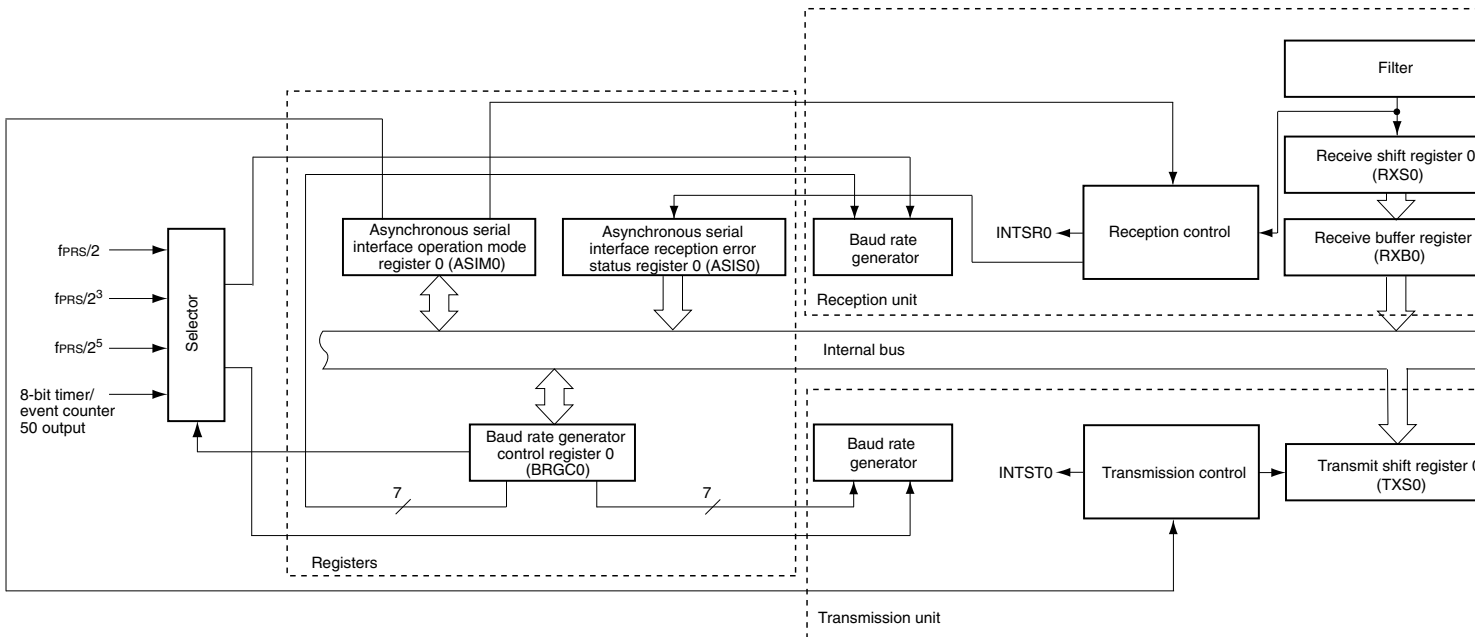 Filter
Receive shift register 0
(RXS0)
Asynchronous serial
interface operation mode
register 0 (ASIM0)
Asynchronous serial
interface reception error
status register 0 (ASIS0)
Baud rate
generator
INTSR0
Reception control
Receive buffer register
(RXB0)
Reception unit
fPRS/2
fPRS/2³
fPRS/2⁵
8-bit timer/
event counter
50 output
Selector
Internal bus
Baud rate generator
control register 0
(BRGC0)
7
7
Baud rate
generator
INTST0
Transmission control
Transmit shift register 0
(TXS0)
Registers
Transmission unit